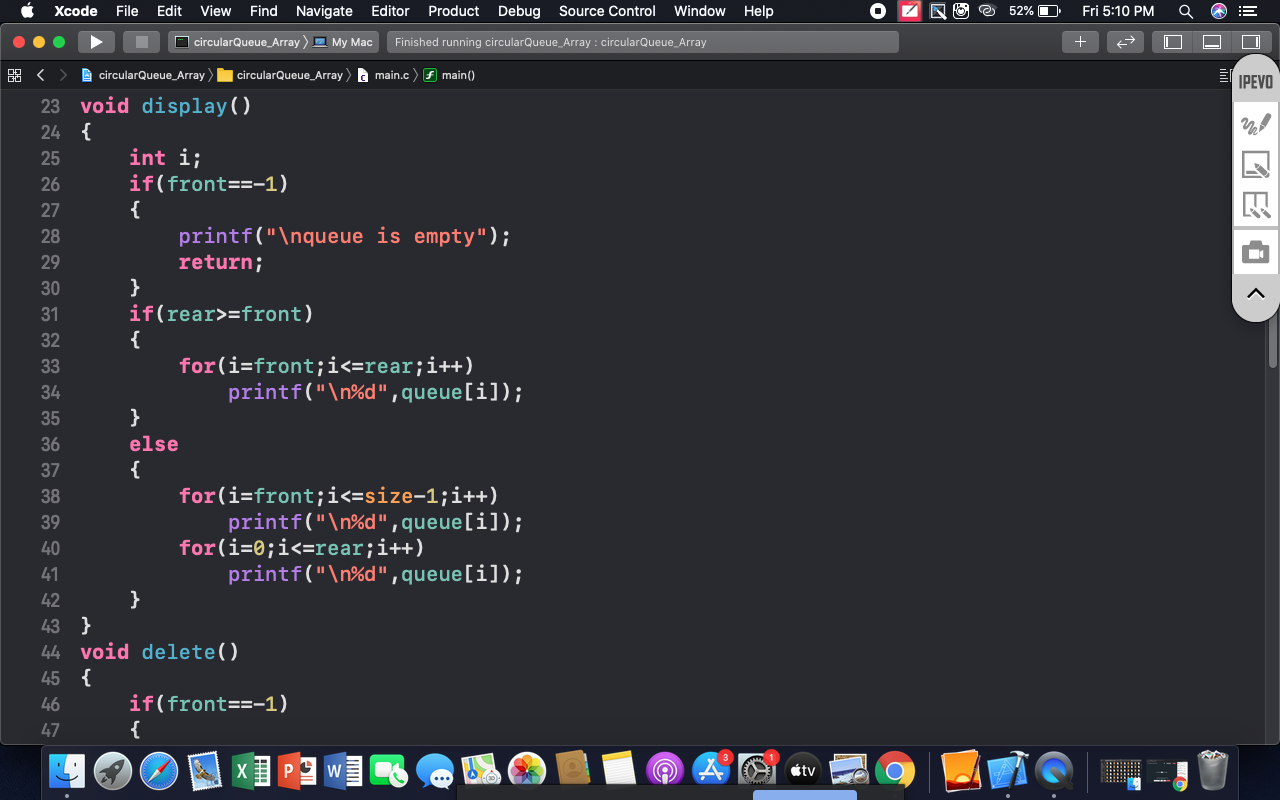 Xcode File Edit View Find Navigate Editor Product Debug Source Control Window Help 52% Fri 5:10 PM
circularQueue_Array 〉 My Mac Finished running circularQueue_Array : circularQueue_Array
circularQueue_Array 〉 circularQueue_Array 〉 main.c 〉 main()
IPEVO
23 void display()
24 {
25 int i;
26 if(front==-1)
27 {
28 printf("\nqueue is empty");
29 return;
30 }
31 if(rear>=front)
32 {
33 for(i=front;i<=rear;i++)
34 printf("\n%d",queue[i]);
35 }
36 else
37 {
38 for(i=front;i<=size-1;i++)
39 printf("\n%d",queue[i]);
40 for(i=0;i<=rear;i++)
41 printf("\n%d",queue[i]);
42 }
43 }
44 void delete()
45 {
46 if(front==-1)
47 {
3 1 tv